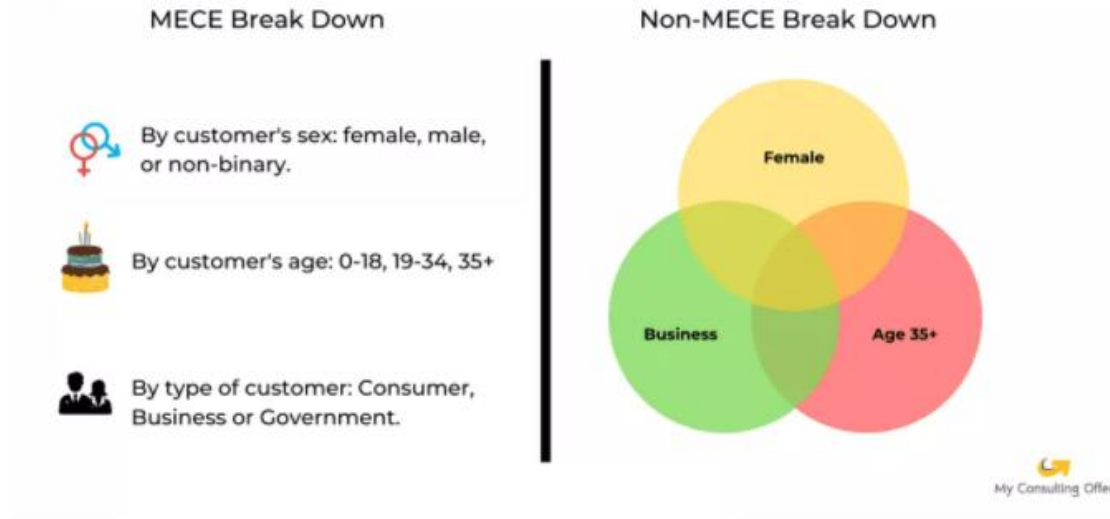 MECE Break Down
By customer's sex: female, male,
or non-binary.
By customer's age: 0-18, 19-34, 35+
By type of customer: Consumer,
Business or Government.
Non-MECE Break Down
Female
Business
Age 35+
My Consulting Offe